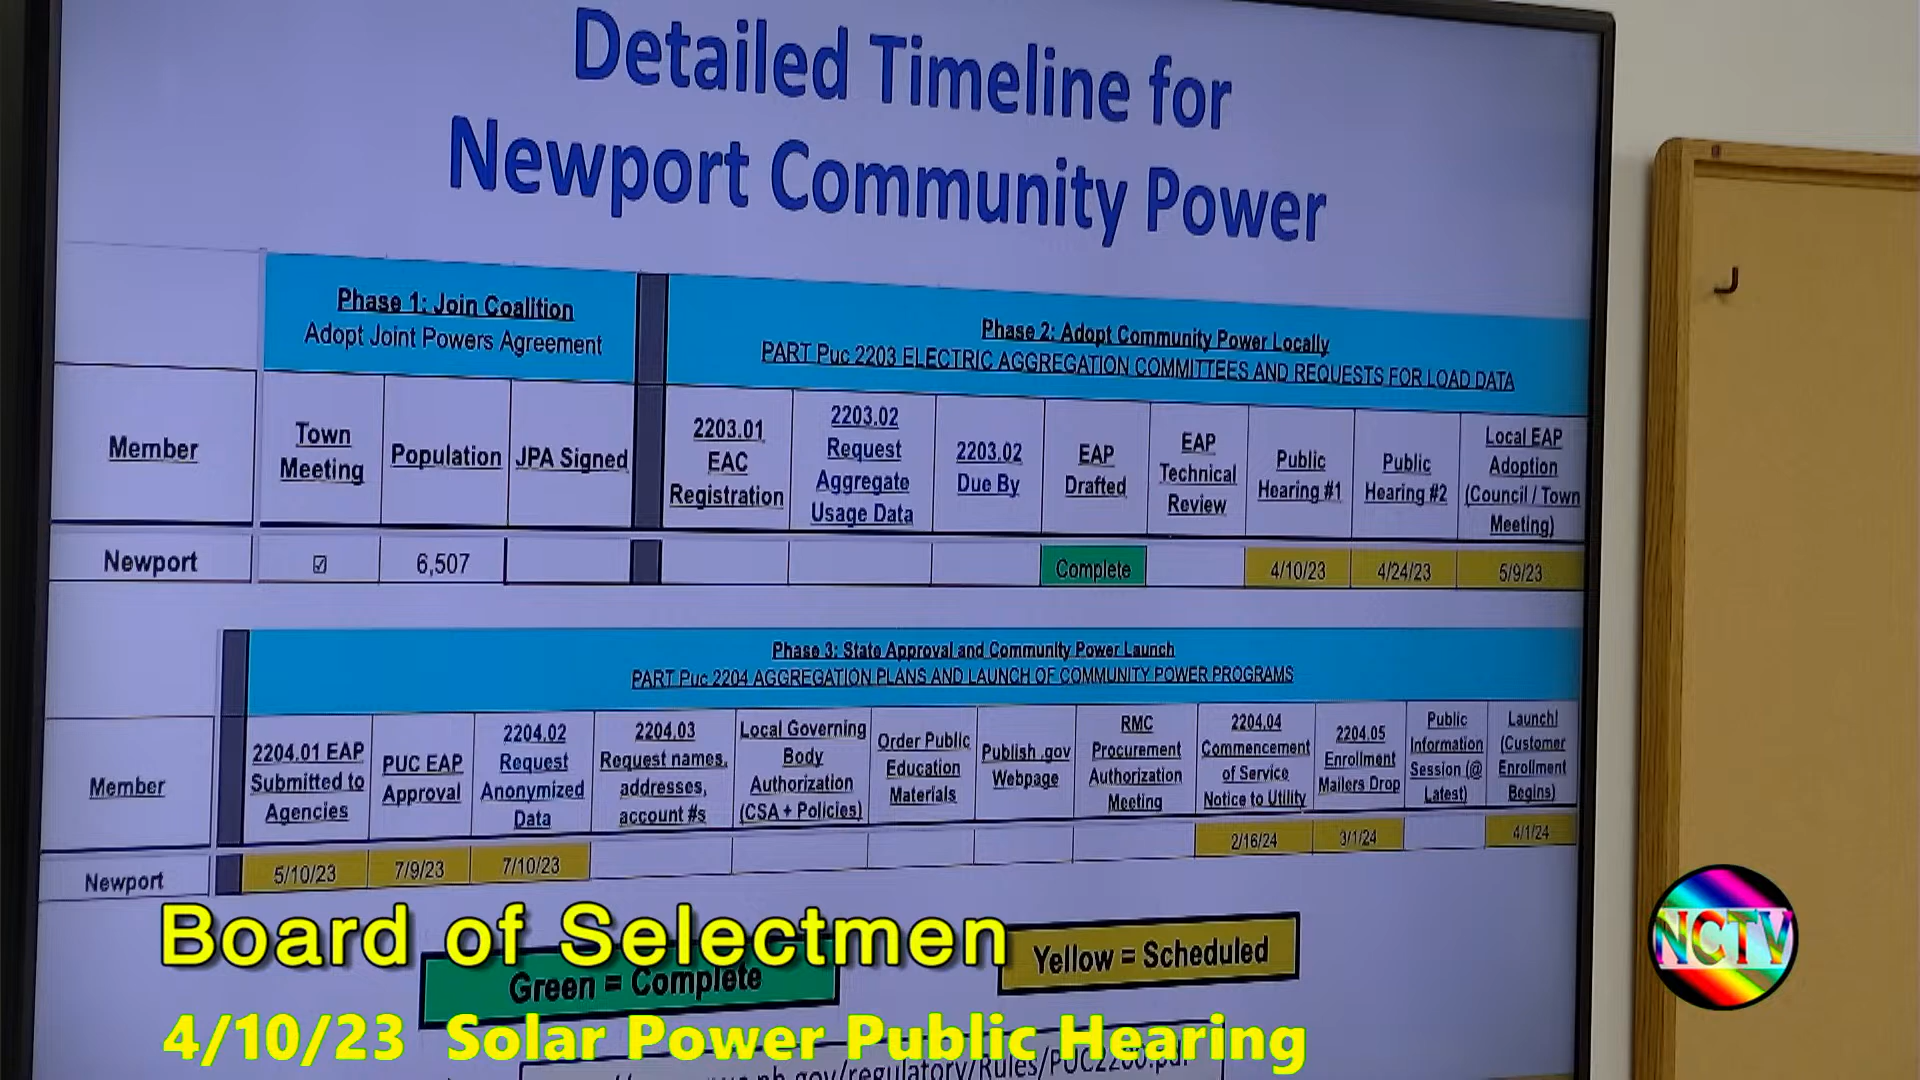 Detailed Timeline for
Newport Community Power
Phase 1: Join Coalition
Adopt Joint Powers Agreement
Phase 2: Adopt Community Power Locally
PART Puc 2203 ELECTRIC AGGREGATION COMMITTEES AND REQUESTS FOR LOAD DATA
Member
Town
Meeting
Population
JPA Signed
2203.01
EAC
Registration
2203.02
Request
Aggregate
Usage Data
2203.02
Due By
EAP
Drafted
EAP
Technical
Review
Public
Hearing #1
Public
Hearing #2
Local EAP
Adoption
(Council / Town
Meeting)
Newport
☑
6,507
Complete
4/10/23
4/24/23
5/9/23
Phase 3: State Approval and Community Power Launch
PART Puc 2204 AGGREGATION PLANS AND LAUNCH OF COMMUNITY POWER PROGRAMS
Member
2204.01 EAP
Submitted to
Agencies
PUC EAP
Approval
2204.02
Request
Anonymized
Data
2204.03
Request names,
addresses,
account #s
Local Governing
Body
Authorization
(CSA + Policies)
Order Public
Education
Materials
Publish .gov
Webpage
RMC
Procurement
Authorization
Meeting
2204.04
Commencement
of Service
Notice to Utility
2204.05
Enrollment
Mailers Drop
Public
Information
Session (@
Latest)
Launch!
(Customer
Enrollment
Begins)
Newport
5/10/23
7/9/23
7/10/23
2/16/24
3/1/24
4/1/24
Board of Selectmen
Green = Complete
Yellow = Scheduled
4/10/23 Solar Power Public Hearing
NCTV